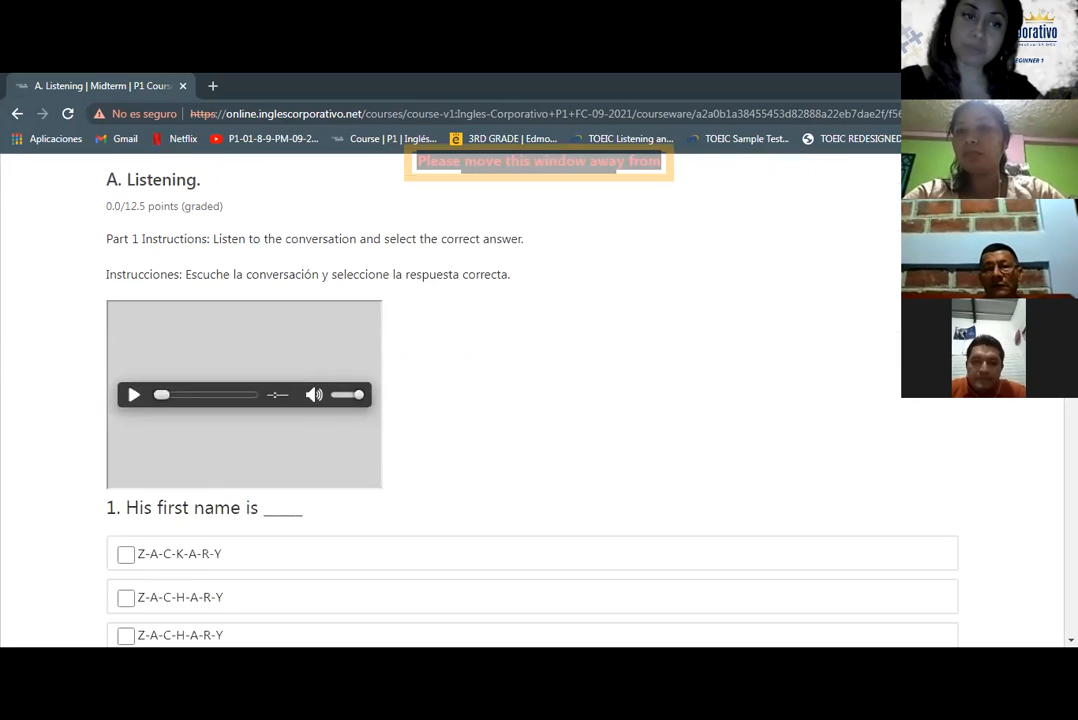 A. Listening | Midterm | P1 Cours
No es seguro
https://online.inglescorporativo.net/courses/course-v1:Ingles-Corporativo+P1+FC-09-2021/courseware/a2a0b1a38455453d82888a22eb7dae2f/f56
Aplicaciones Gmail Netflix P1-01-8-9-PM-09-2... Course | P1 | Inglés... 3RD GRADE | Edmo... TOEIC Listening an... TOEIC Sample Test... TOEIC REDESIGNED
Please move this window away from
A. Listening.
0.0/12.5 points (graded)
Part 1 Instructions: Listen to the conversation and select the correct answer.
Instrucciones: Escuche la conversación y seleccione la respuesta correcta.
-:--
1. His first name is _____
Z-A-C-K-A-R-Y
Z-A-C-H-A-R-Y
Z-A-C-H-A-R-Y
orativo
EGINNER 1